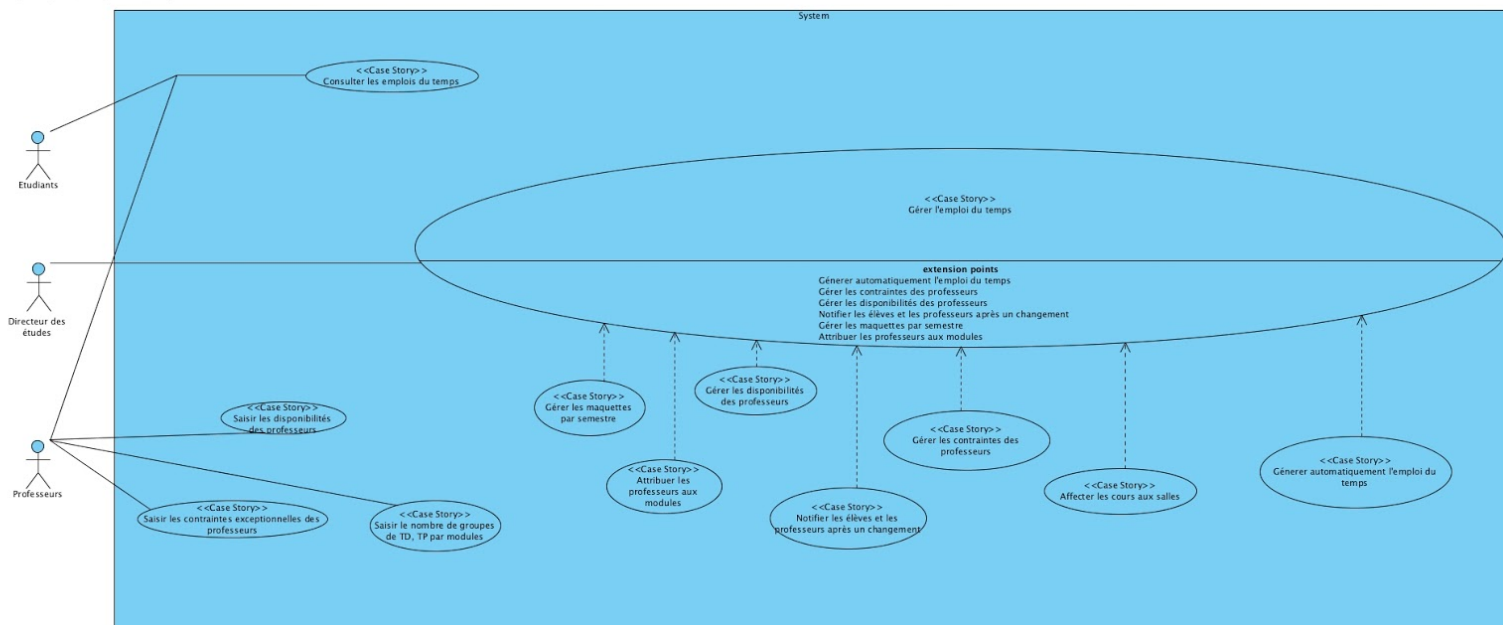 System
<<Case Story>>
Consulter les emplois du temps
Etudiants
<<Case Story>>
Gérer l'emploi du temps
extension points
Génerer automatiquement l'emploi du temps
Gérer les contraintes des professeurs
Gérer les disponibilités des professeurs
Notifier les élèves et les professeurs après un changement
Gérer les maquettes par semestre
Attribuer les professeurs aux modules
Directeur des
études
<<Case Story>>
Saisir les disponibilités
des professeurs
<<Case Story>>
Gérer les maquettes
par semestre
<<Case Story>>
Gérer les disponibilités
des professeurs
<<Case Story>>
Attribuer les
professeurs aux
modules
<<Case Story>>
Gérer les contraintes des
professeurs
<<Case Story>>
Génerer automatiquement l'emploi du
temps
<<Case Story>>
Affecter les cours aux salles
Professeurs
<<Case Story>>
Saisir les contraintes exceptionnelles des
professeurs
<<Case Story>>
Saisir le nombre de groupes
de TD, TP par modules
<<Case Story>>
Notifier les élèves et les
professeurs après un changement